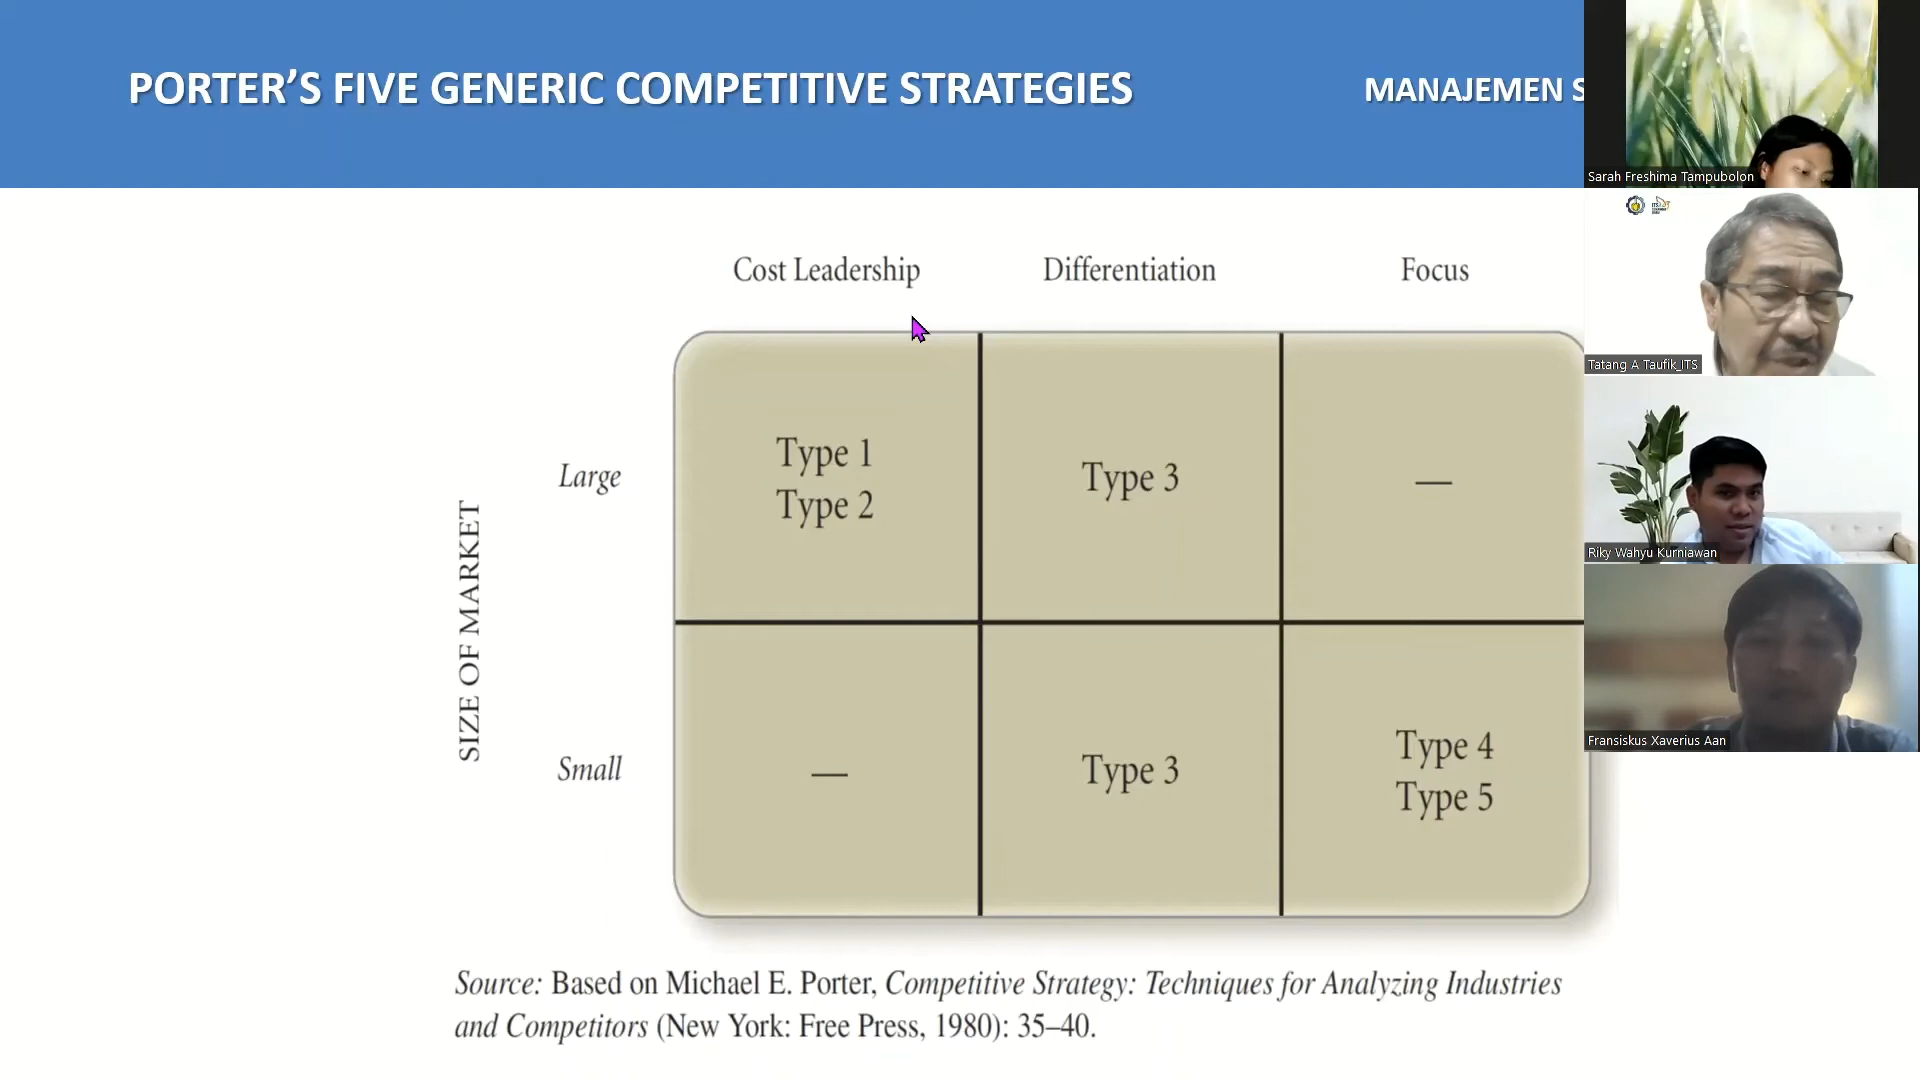 PORTER’S FIVE GENERIC COMPETITIVE STRATEGIES
MANAJEMEN S
Sarah Freshima Tampubolon
Tatang A Taufik_ITS
Riky Wahyu Kurniawan
Fransiskus Xaverius Aan
Cost Leadership Differentiation Focus
SIZE OF MARKET
Large
Type 1
Type 2
Type 3
—
Small
—
Type 3
Type 4
Type 5
Source: Based on Michael E. Porter, Competitive Strategy: Techniques for Analyzing Industries
and Competitors (New York: Free Press, 1980): 35–40.